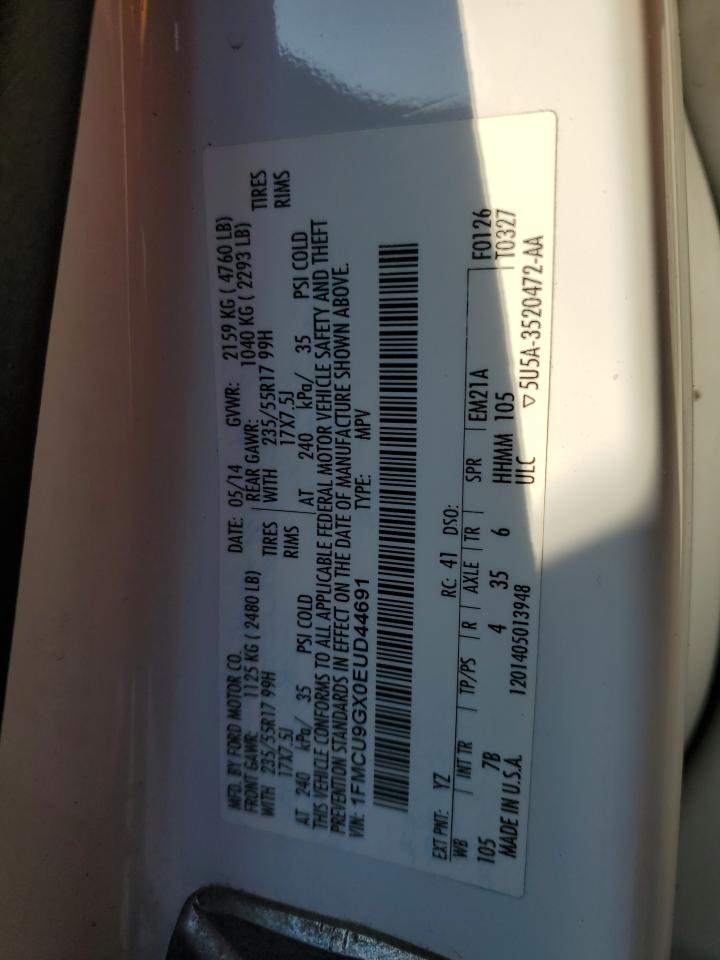 MFD. BY FORD MOTOR CO.
DATE: 05/14 GVWR: 2159 KG ( 4760 LB)
FRONT GAWR: 1125 KG ( 2480 LB) REAR GAWR: 1040 KG ( 2293 LB)
WITH 235/55R17 99H TIRES WITH 235/55R17 99H TIRES
17X7.5J RIMS 17X7.5J RIMS
AT 240 kPa/ 35 PSI COLD AT 240 kPa/ 35 PSI COLD
THIS VEHICLE CONFORMS TO ALL APPLICABLE FEDERAL MOTOR VEHICLE SAFETY AND THEFT
PREVENTION STANDARDS IN EFFECT ON THE DATE OF MANUFACTURE SHOWN ABOVE.
VIN: 1FMCU9GX0EUD44691 TYPE: MPV
EXT PNT: YZ RC: 41 DSO: F0126
WB INT TR TP/PS R AXLE TR SPR EM21A T0327
105 7B 4 35 6 HHMM 105
MADE IN U.S.A. 1201405013948 ULC ▽5U5A-3520472-AA